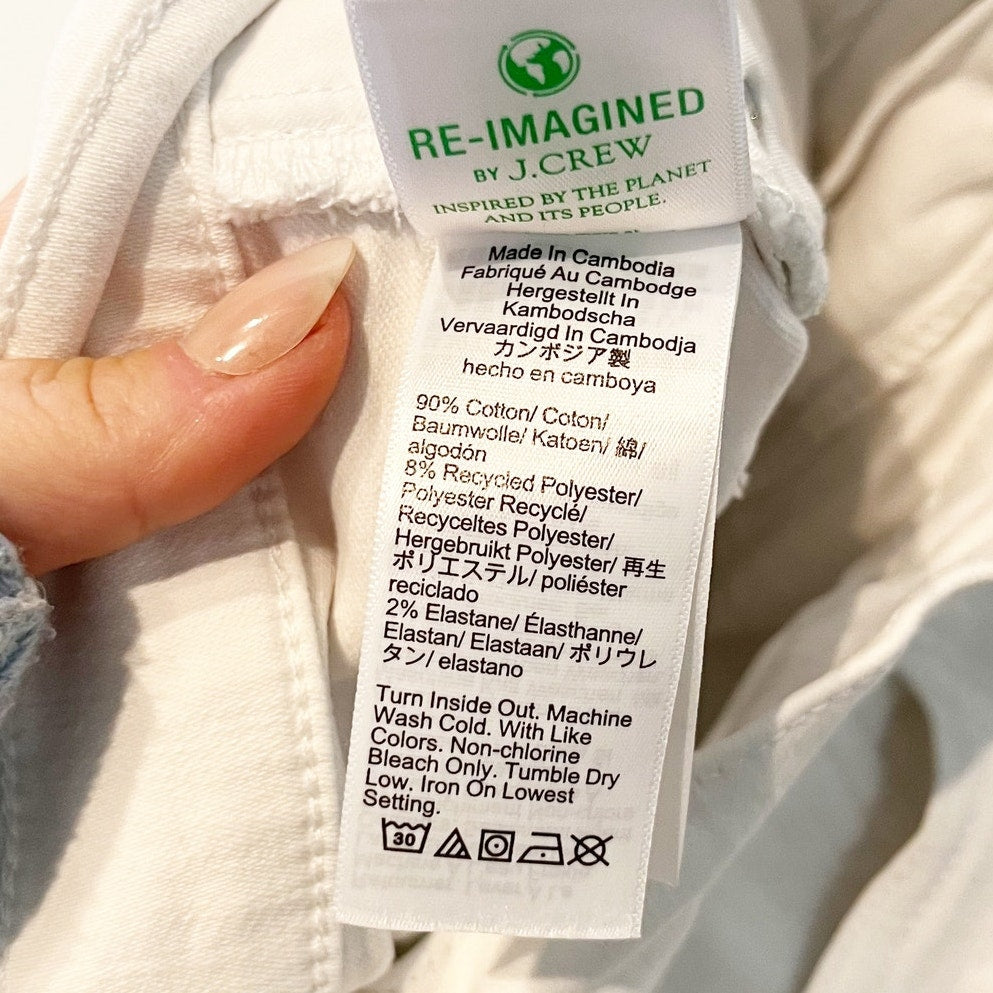 RE-IMAGINED
BY J.CREW
INSPIRED BY THE PLANET
AND ITS PEOPLE.
Made In Cambodia
Fabriqué Au Cambodge
Hergestellt In
Kambodscha
Vervaardigd In Cambodja
カンボジア製
hecho en camboya
90% Cotton/ Coton/
Baumwolle/ Katoen/ 綿/
algodón
8% Recycled Polyester/
Polyester Recyclé/
Recyceltes Polyester/
Hergebruikt Polyester/ 再生
ポリエステル/ poliéster
reciclado
2% Elastane/ Élasthanne/
Elastan/ Elastaan/ ポリウレ
タン/ elastano
Turn Inside Out. Machine
Wash Cold. With Like
Colors. Non-chlorine
Bleach Only. Tumble Dry
Low. Iron On Lowest
Setting.
30